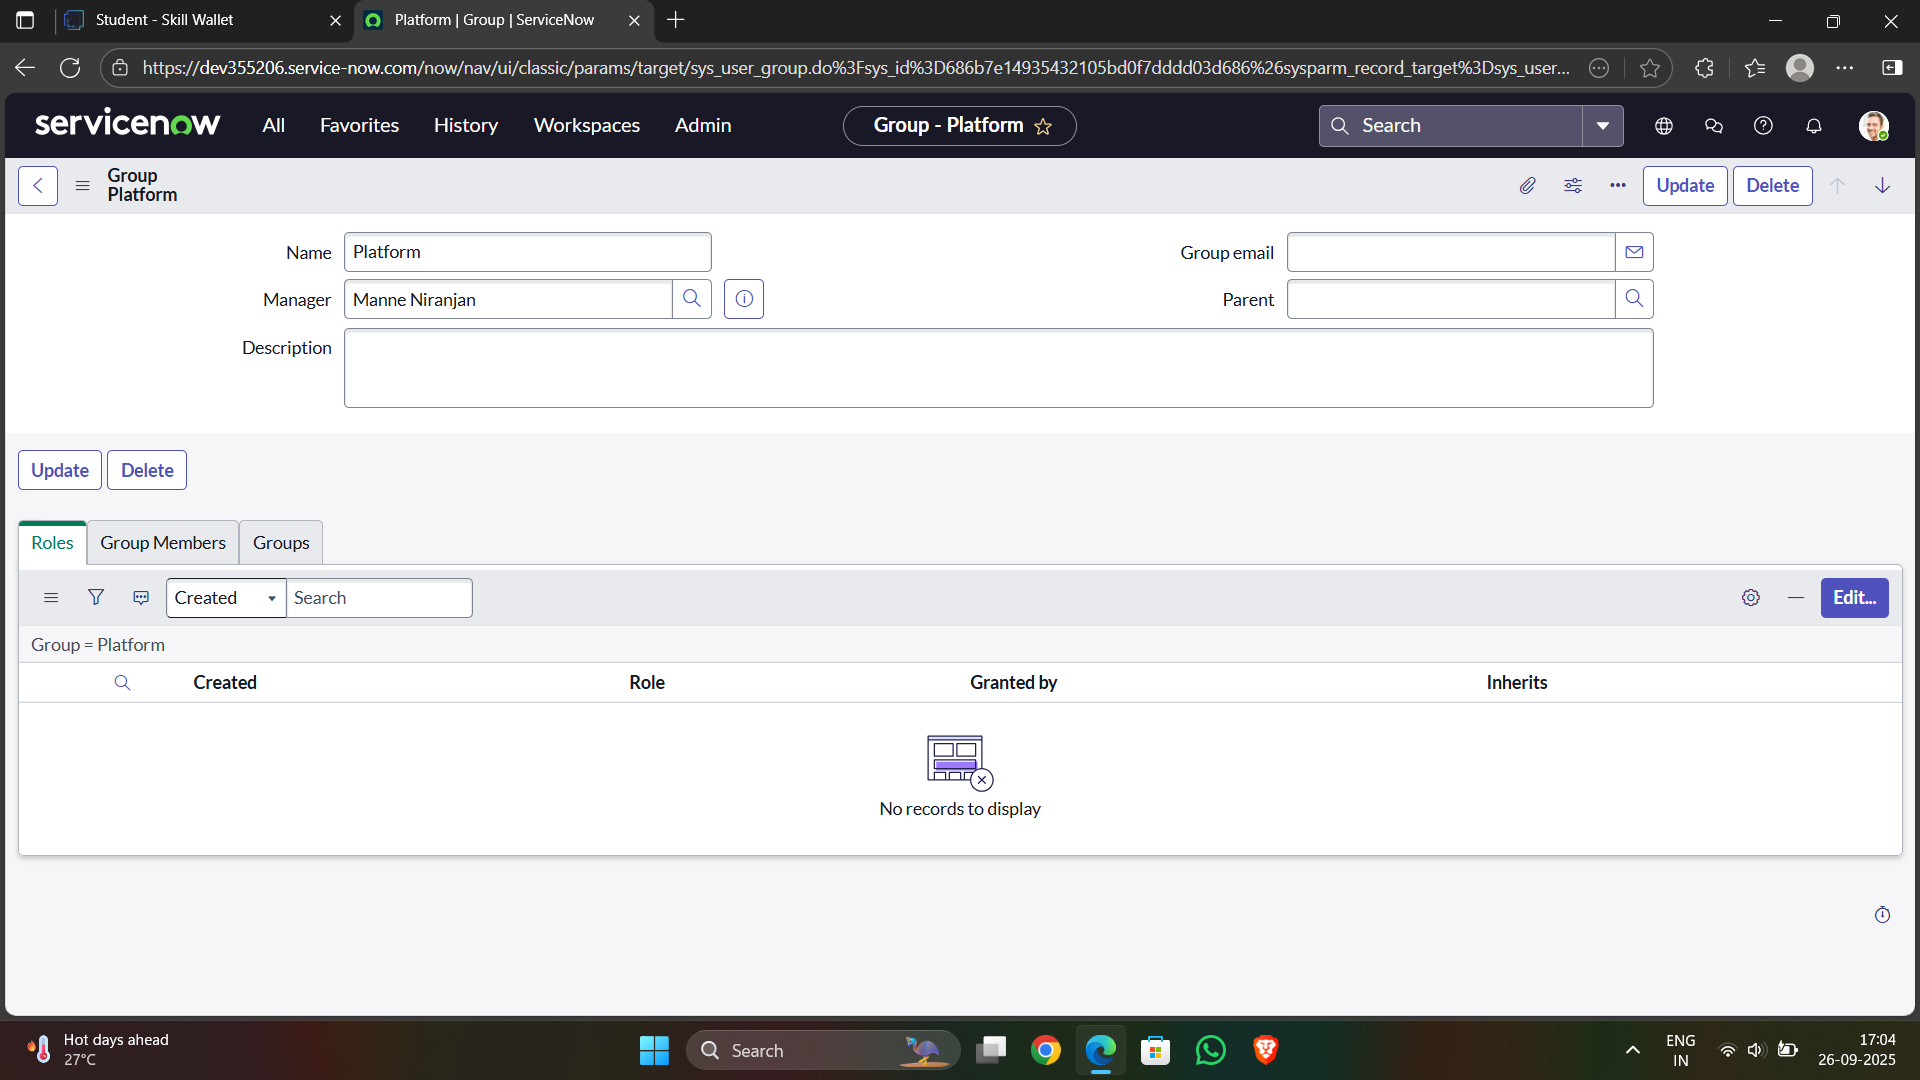 Student - Skill Wallet
Platform | Group | ServiceNow
https://dev355206.service-now.com/now/nav/ui/classic/params/target/sys_user_group.do%3Fsys_id%3D686b7e14935432105bd0f7dddd03d686%26sysparm_record_target%3Dsys_user...
servicenow
All
Favorites
History
Workspaces
Admin
Group - Platform
Search
Group
Platform
Update
Delete
Name
Platform
Group email
Manager
Manne Niranjan
Parent
Description
Update
Delete
Roles
Group Members
Groups
Created
Search
Edit...
Group = Platform
Created
Role
Granted by
Inherits
No records to display
Hot days ahead
27°C
Search
ENG
IN
17:04
26-09-2025